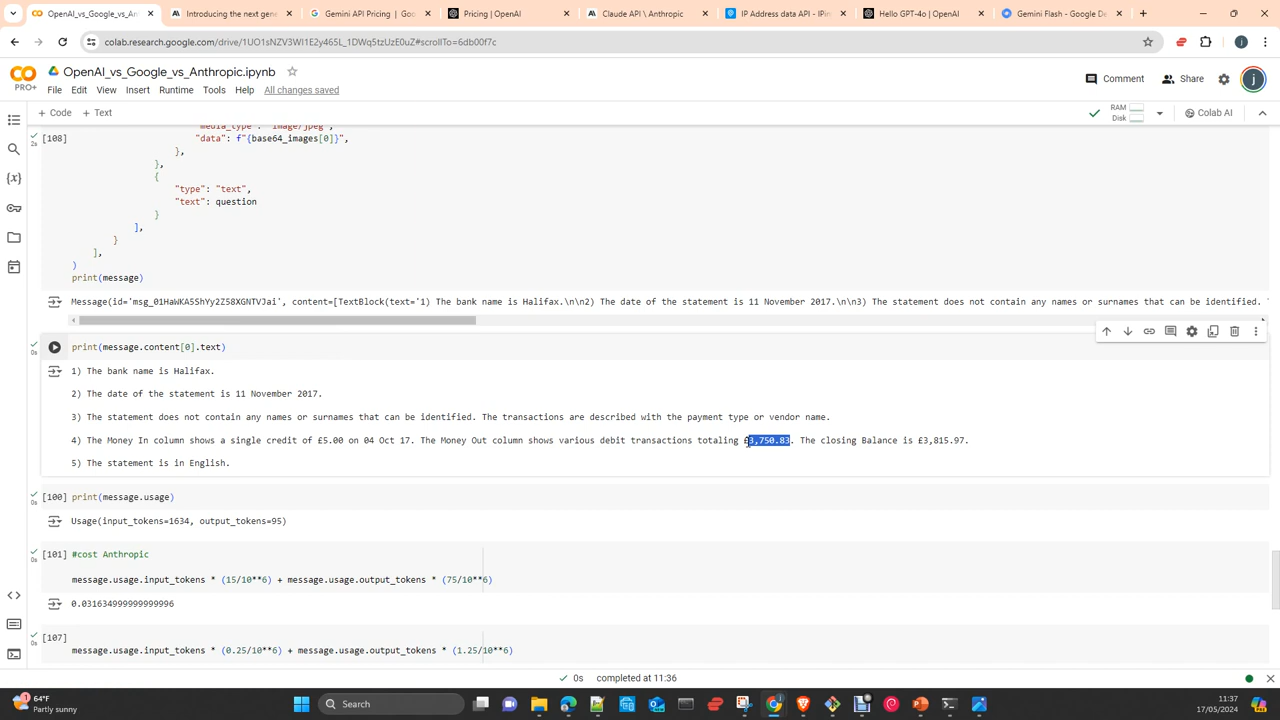 OpenAI_vs_Google_vs_An
Introducing the next gene
Gemini API Pricing | Goo
Pricing | OpenAI
Claude API \ Anthropic
IP Address data API - IPin
Hello GPT-4o | OpenAI
Gemini Flash - Google De
colab.research.google.com/drive/1UO1sNZV3WI1E2y465L_1DWq5tzUzE0uZ#scrollTo=6db00f7c
OpenAI_vs_Google_vs_Anthropic.ipynb
PRO+
File Edit View Insert Runtime Tools Help All changes saved
Comment Share j
+ Code + Text
RAM
Disk
Colab AI
"media_type": "image/jpeg",
[108] "data": f"{base64_images[0]}",
2s
},
},
{
"type": "text",
"text": question
}
],
}
],
)
print(message)
Message(id='msg_01HaWKA5ShYy2Z58XGNTVJai', content=[TextBlock(text='1) The bank name is Halifax.\n\n2) The date of the statement is 11 November 2017.\n\n3) The statement does not contain any names or surnames that can be identified.
print(message.content[0].text)
0s
1) The bank name is Halifax.
2) The date of the statement is 11 November 2017.
3) The statement does not contain any names or surnames that can be identified. The transactions are described with the payment type or vendor name.
4) The Money In column shows a single credit of £5.00 on 04 Oct 17. The Money Out column shows various debit transactions totaling £3,750.83. The closing Balance is £3,815.97.
5) The statement is in English.
[100] print(message.usage)
0s
Usage(input_tokens=1634, output_tokens=95)
[101] #cost Anthropic
0s
message.usage.input_tokens * (15/10**6) + message.usage.output_tokens * (75/10**6)
0.031634999999999996
[107]
0s
message.usage.input_tokens * (0.25/10**6) + message.usage.output_tokens * (1.25/10**6)
0s completed at 11:36
64°F
Partly sunny
Search
11:37
17/05/2024